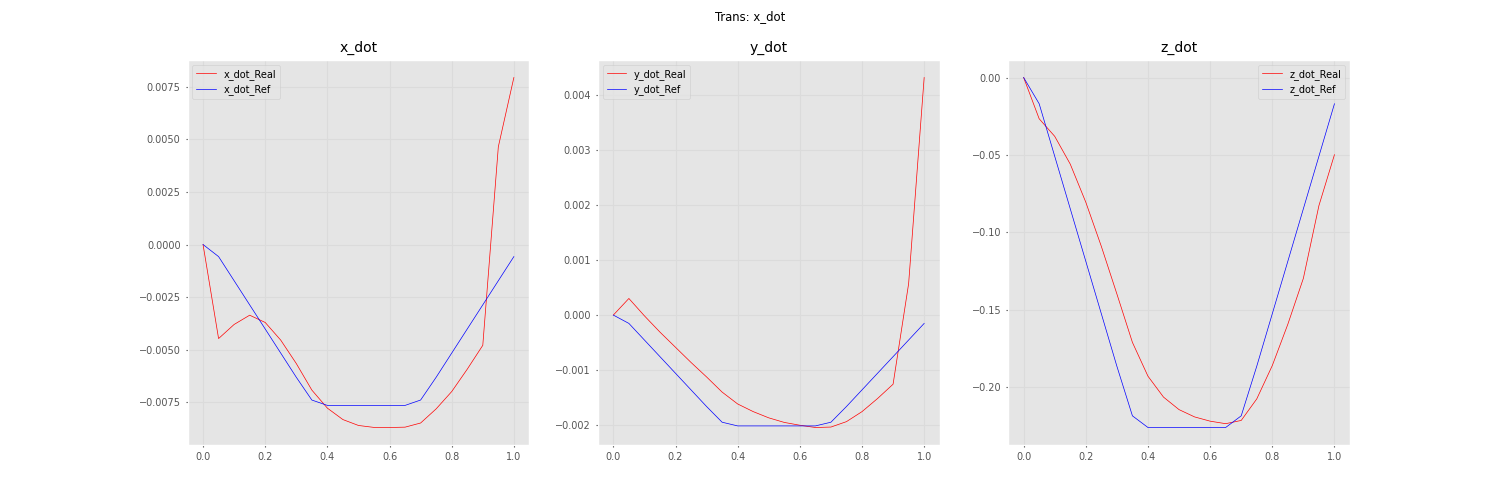 Trans: x_dot
x_dot
x_dot_Real
x_dot_Ref
0.0075
0.0050
0.0025
0.0000
−0.0025
−0.0050
−0.0075
0.0 0.2 0.4 0.6 0.8 1.0
y_dot
y_dot_Real
y_dot_Ref
0.004
0.003
0.002
0.001
0.000
−0.001
−0.002
0.0 0.2 0.4 0.6 0.8 1.0
z_dot
z_dot_Real
z_dot_Ref
0.00
−0.05
−0.10
−0.15
−0.20
0.0 0.2 0.4 0.6 0.8 1.0